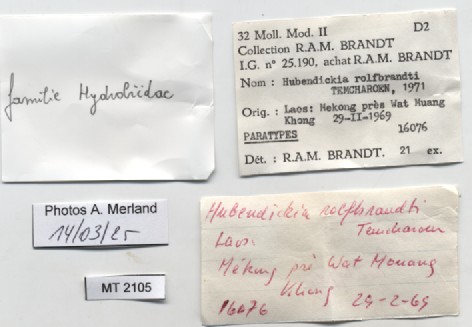 familie Hydrobiidae
32 Moll. Mod. II D2
Collection R.A.M. BRANDT
I.G. n° 25.190, achat R.A.M. BRANDT
Nom : Hubendickia rolfbrandti
TEMCHAROEN, 1971
Orig. : Laos: Mekong près Wat Muang
Khong 29-II-1969
PARATYPES 16076
Dét. : R.A.M. BRANDT. 21 ex.
Photos A. Merland
14/03/25
MT 2105
Hubendickia rolfbrandti
Laos: Temcharoen
Mékong près Wat Mouang
Khong 29-2-69
16076